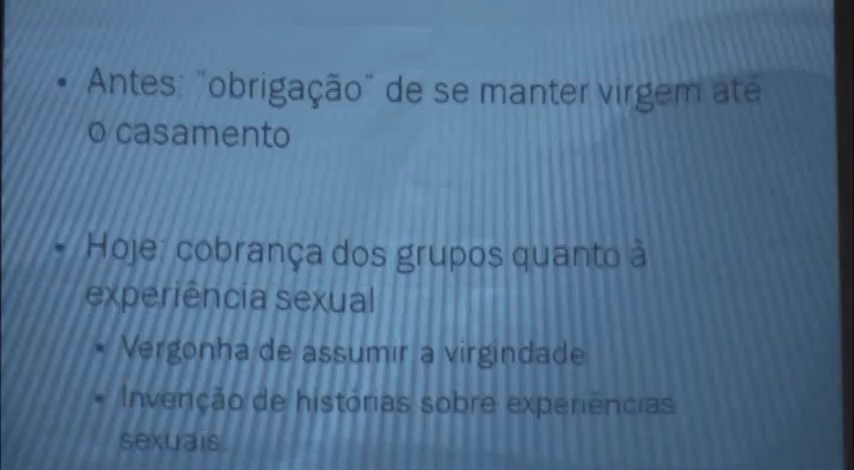 • Antes: "obrigação" de se manter virgem até
o casamento
• Hoje: cobrança dos grupos quanto à
experiência sexual
• Vergonha de assumir a virgindade
• Invenção de histórias sobre experiências
sexuais.